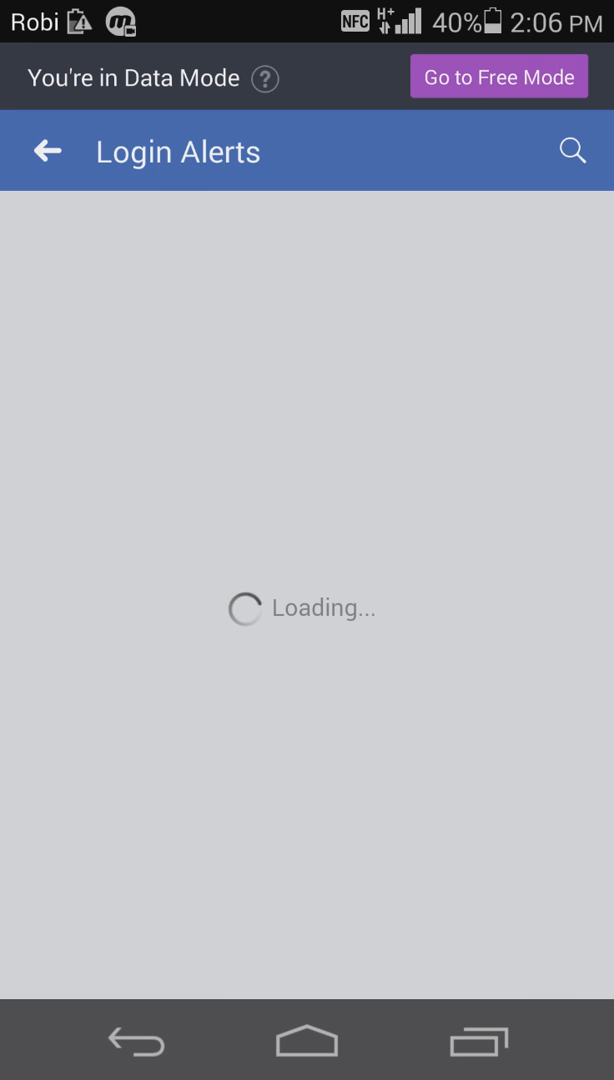 Robi NFC H+ 40% 2:06 PM
You're in Data Mode ? Go to Free Mode
Login Alerts
Loading...